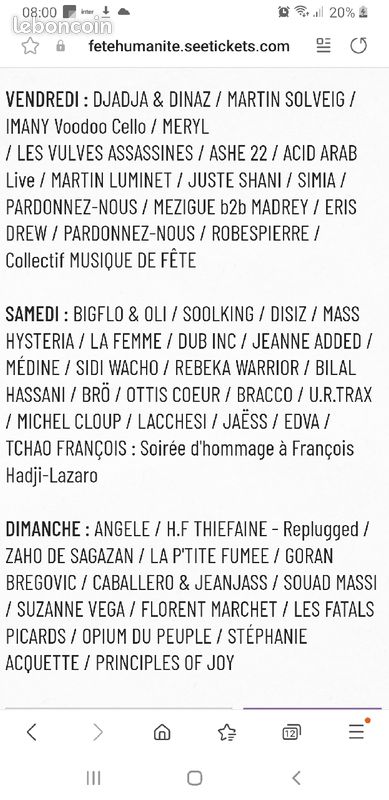 08:00 inter 20%
leboncoin
fetehumanite.seetickets.com
VENDREDI : DJADJA & DINAZ / MARTIN SOLVEIG /
IMANY Voodoo Cello / MERYL
/ LES VULVES ASSASSINES / ASHE 22 / ACID ARAB
Live / MARTIN LUMINET / JUSTE SHANI / SIMIA /
PARDONNEZ-NOUS / MEZIGUE b2b MADREY / ERIS
DREW / PARDONNEZ-NOUS / ROBESPIERRE /
Collectif MUSIQUE DE FÊTE
SAMEDI : BIGFLO & OLI / SOOLKING / DISIZ / MASS
HYSTERIA / LA FEMME / DUB INC / JEANNE ADDED /
MÉDINE / SIDI WACHO / REBEKA WARRIOR / BILAL
HASSANI / BRÖ / OTTIS COEUR / BRACCO / U.R.TRAX
/ MICHEL CLOUP / LACCHESI / JAËSS / EDVA /
TCHAO FRANÇOIS : Soirée d'hommage à François
Hadji-Lazaro
DIMANCHE : ANGELE / H.F THIEFAINE - Replugged /
ZAHO DE SAGAZAN / LA P'TITE FUMEE / GORAN
BREGOVIC / CABALLERO & JEANJASS / SOUAD MASSI
/ SUZANNE VEGA / FLORENT MARCHET / LES FATALS
PICARDS / OPIUM DU PEUPLE / STÉPHANIE
ACQUETTE / PRINCIPLES OF JOY
12